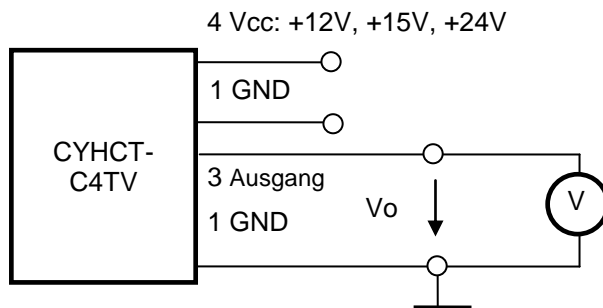 4 Vcc: +12V, +15V, +24V
1 GND
CYHCT-
C4TV
3 Ausgang
1 GND
Vo
V